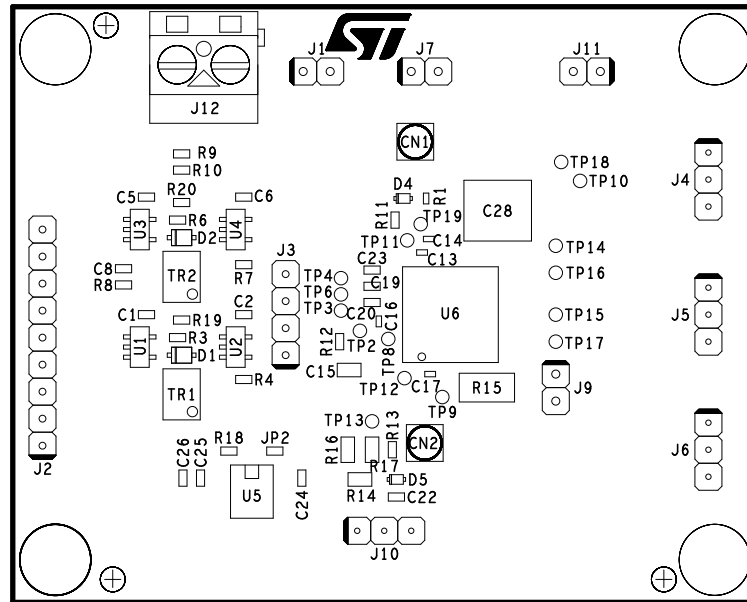 ST
J1
J7
J11
J12
CN1
R9
R10
TP18
TP10
J4
D4
R1
C5
R20
C6
R11
TP19
C28
U3
R6
D2
U4
TP11
C14
C13
TP14
J3
C23
C8
R8
TR2
R7
TP4
TP6
TP3
C19
TP16
U6
C1
R19
C2
C20
C16
TP15
J5
U1
R3
D1
U2
R12
TP2
TP8
TP17
C15
TP12
C17
R15
J9
TR1
R4
TP9
TP13
R18
JP2
R16
R17
R13
CN2
J6
J2
C26
C25
U5
C24
R14
D5
C22
J10